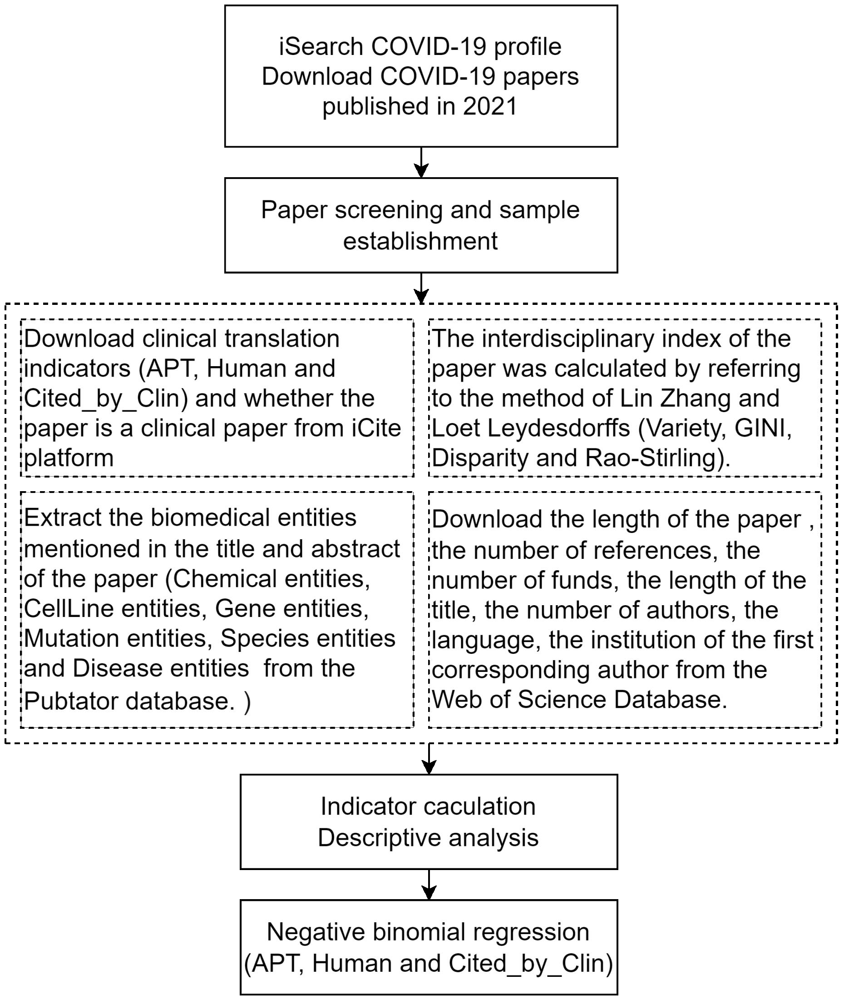 iSearch COVID-19 profile
Download COVID-19 papers
published in 2021
Paper screening and sample
establishment
Download clinical translation
indicators (APT, Human and
Cited_by_Clin) and whether the
paper is a clinical paper from iCite
platform
The interdisciplinary index of the
paper was calculated by referring
to the method of Lin Zhang and
Loet Leydesdorffs (Variety, GINI,
Disparity and Rao-Stirling).
Extract the biomedical entities
mentioned in the title and abstract
of the paper (Chemical entities,
CellLine entities, Gene entities,
Mutation entities, Species entities
and Disease entities  from the
Pubtator database. )
Download the length of the paper ,
the number of references, the
number of funds, the length of the
title, the number of authors, the
language, the institution of the first
corresponding author from the
Web of Science Database.
Indicator caculation
Descriptive analysis
Negative binomial regression
(APT, Human and Cited_by_Clin)